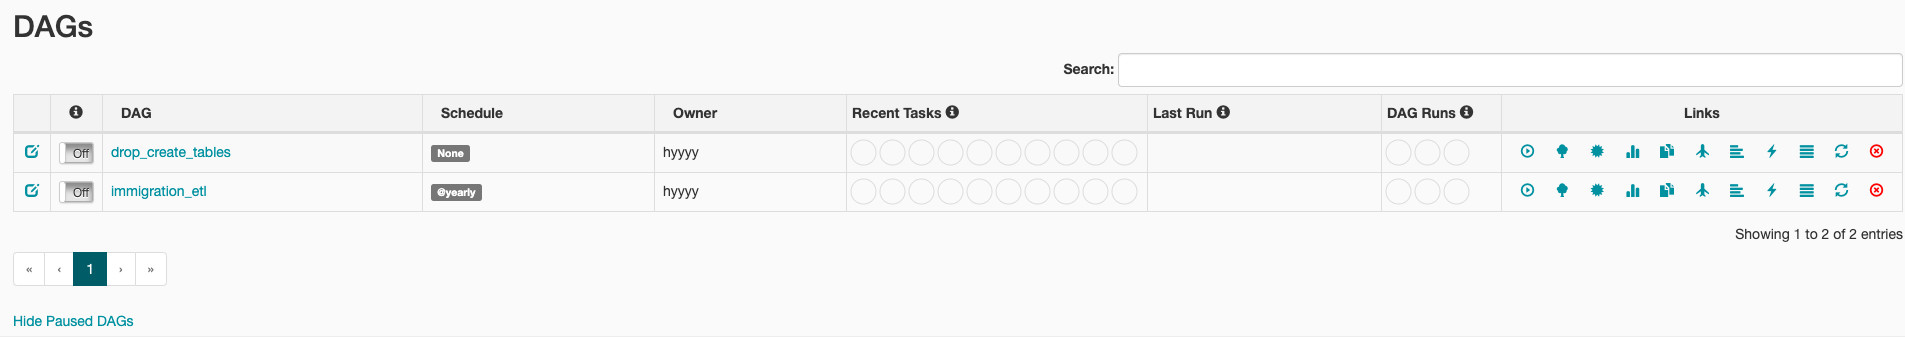 DAGs
Search:
DAG Schedule Owner Recent Tasks Last Run DAG Runs Links
Off drop_create_tables None hyyyy
Off immigration_etl @yearly hyyyy
Showing 1 to 2 of 2 entries
« ‹ 1 › »
Hide Paused DAGs